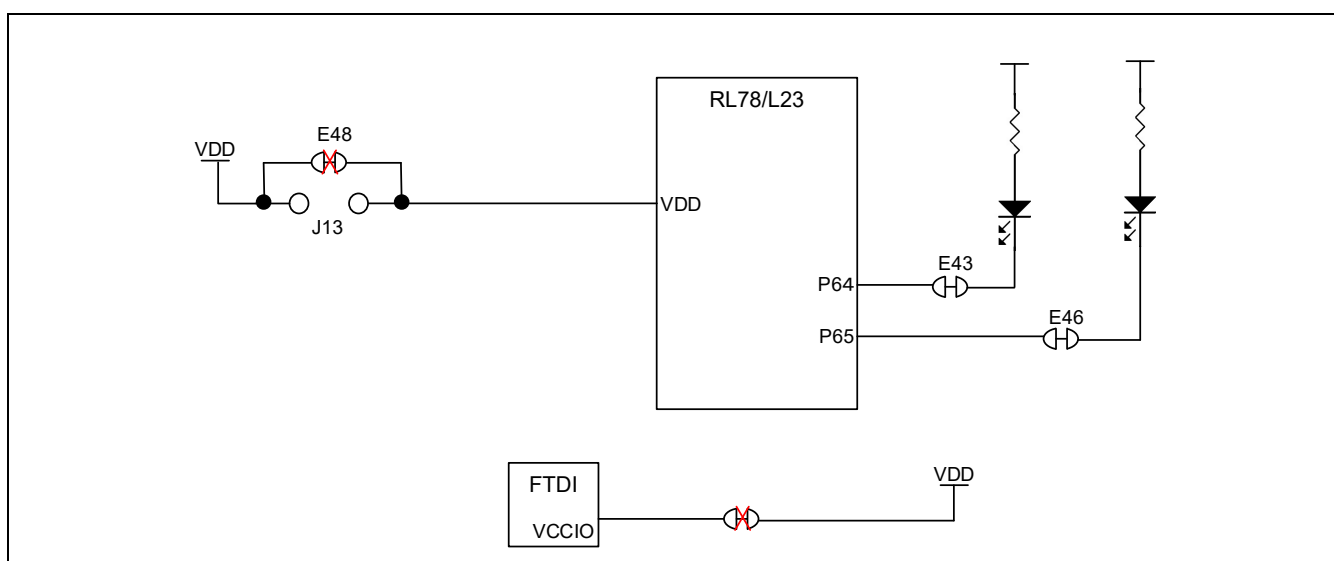 RL78/L23
E48
VDD
J13
VDD
E43
P64
E46
P65
FTDI
VDD
VCCIO